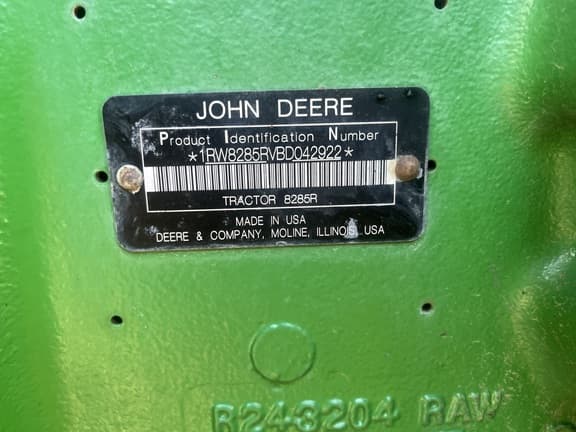 JOHN DEERE
Product Identification Number
*1RW8285RVBD042922*
TRACTOR 8285R
MADE IN USA
DEERE & COMPANY, MOLINE, ILLINOIS, USA
R243204 RAW